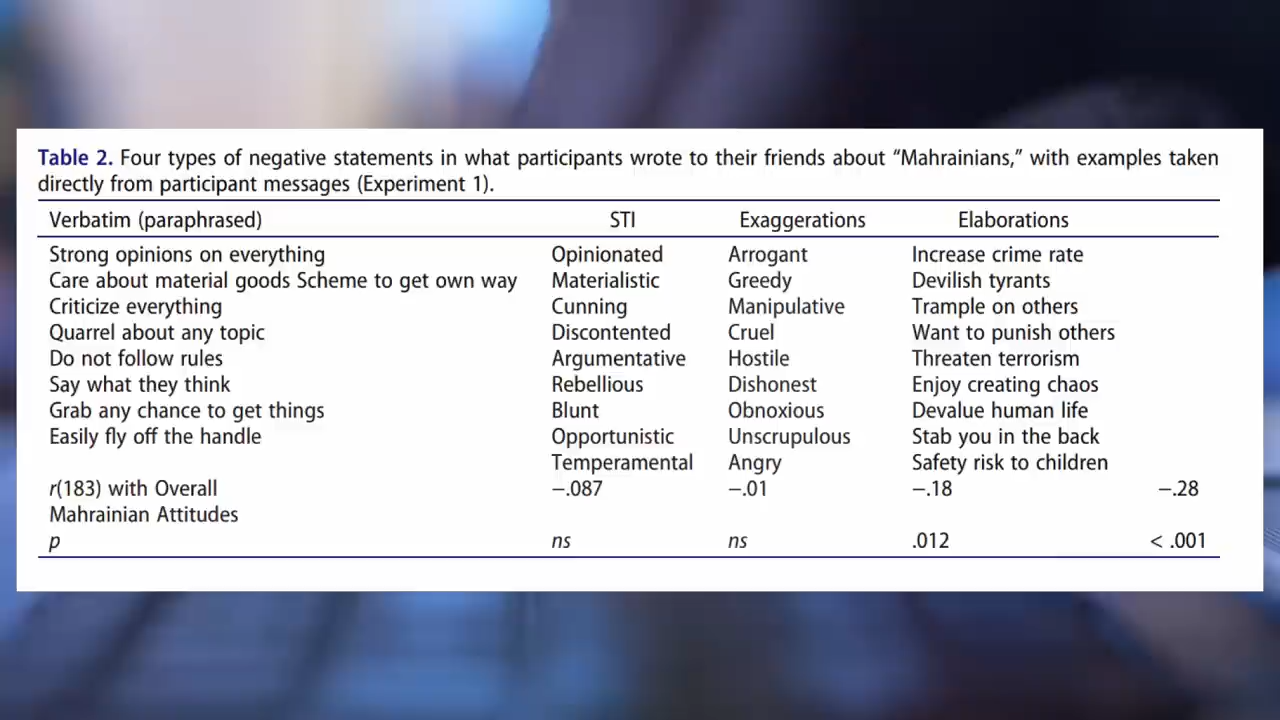 Table 2. Four types of negative statements in what participants wrote to their friends about “Mahrainians,” with examples taken
directly from participant messages (Experiment 1).
Verbatim (paraphrased) STI Exaggerations Elaborations
Strong opinions on everything Opinionated Arrogant Increase crime rate
Care about material goods Scheme to get own way Materialistic Greedy Devilish tyrants
Criticize everything Cunning Manipulative Trample on others
Quarrel about any topic Discontented Cruel Want to punish others
Do not follow rules Argumentative Hostile Threaten terrorism
Say what they think Rebellious Dishonest Enjoy creating chaos
Grab any chance to get things Blunt Obnoxious Devalue human life
Easily fly off the handle Opportunistic Unscrupulous Stab you in the back
Temperamental Angry Safety risk to children
r(183) with Overall −.087 −.01 −.18 −.28
Mahrainian Attitudes
p ns ns .012 < .001